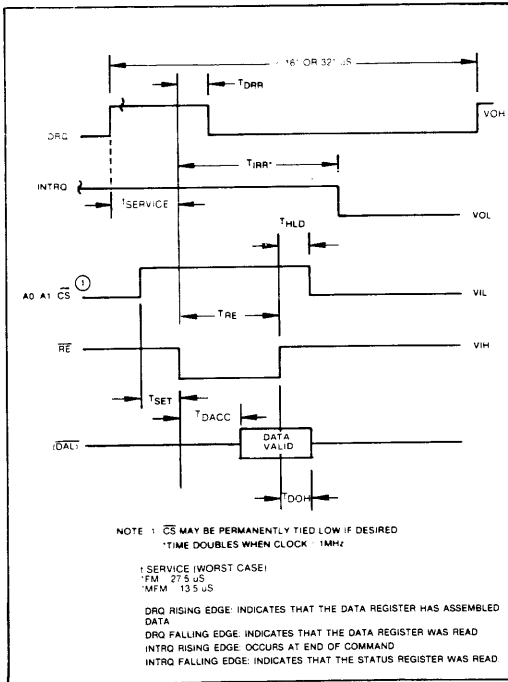 16* OR 32* uS
TDRR
DRQ
VOH
TIRR*
INTRQ
TSERVICE
VOL
THLD
1
A0 A1 CS
VIL
TRE
RE
VIH
TSET
TDACC
(DAL)
DATA
VALID
TDOH
NOTE 1 CS MAY BE PERMANENTLY TIED LOW IF DESIRED
*TIME DOUBLES WHEN CLOCK 1MHz
t SERVICE (WORST CASE)
*FM 27 5 uS
*MFM 13 5 uS
DRQ RISING EDGE: INDICATES THAT THE DATA REGISTER HAS ASSEMBLED
DATA
DRQ FALLING EDGE: INDICATES THAT THE DATA REGISTER WAS READ
INTRQ RISING EDGE: OCCURS AT END OF COMMAND
INTRQ FALLING EDGE: INDICATES THAT THE STATUS REGISTER WAS READ